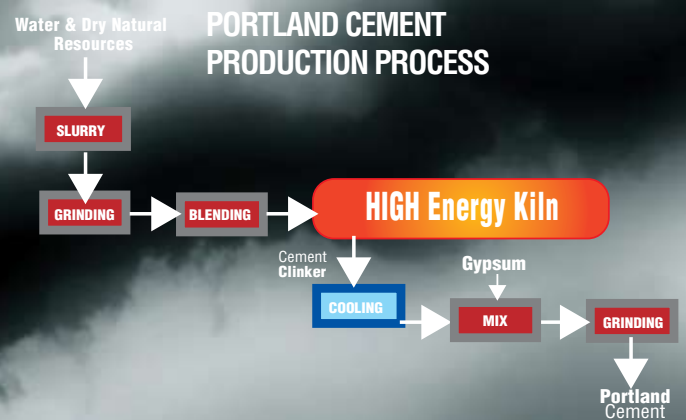 PORTLAND CEMENT
PRODUCTION PROCESS
Water & Dry Natural
Resources
SLURRY
GRINDING
BLENDING
HIGH Energy Kiln
Cement
Clinker
COOLING
Gypsum
MIX
GRINDING
Portland
Cement